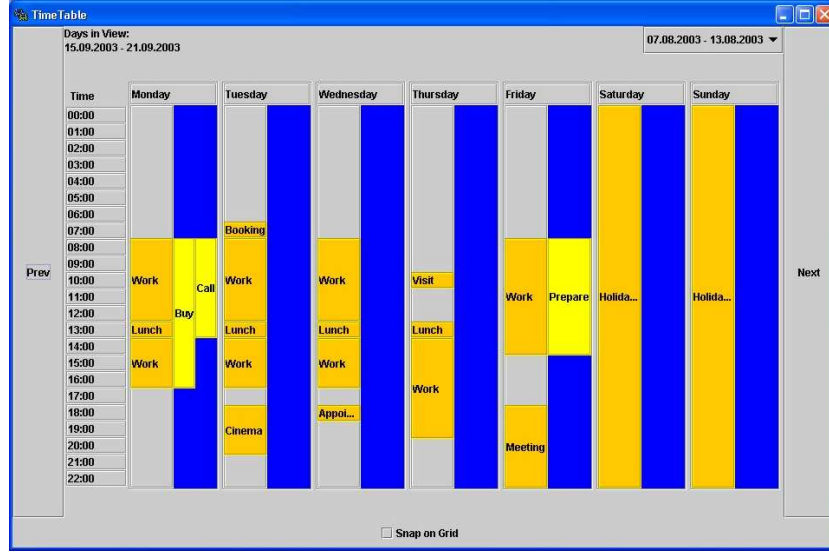 TimeTable
Days in View:
15.09.2003 - 21.09.2003
07.08.2003 - 13.08.2003
Time Monday Tuesday Wednesday Thursday Friday Saturday Sunday
00:00
01:00
02:00
03:00
04:00
05:00
06:00
07:00 Booking
08:00
09:00
Prev 10:00 Work Call Work Work Visit Next
11:00 Work Prepare Holida... Holida...
12:00 Buy
13:00 Lunch Lunch Lunch Lunch
14:00
15:00 Work Work Work
16:00 Work
17:00
18:00 Appoi...
19:00 Cinema
20:00 Meeting
21:00
22:00
Snap on Grid